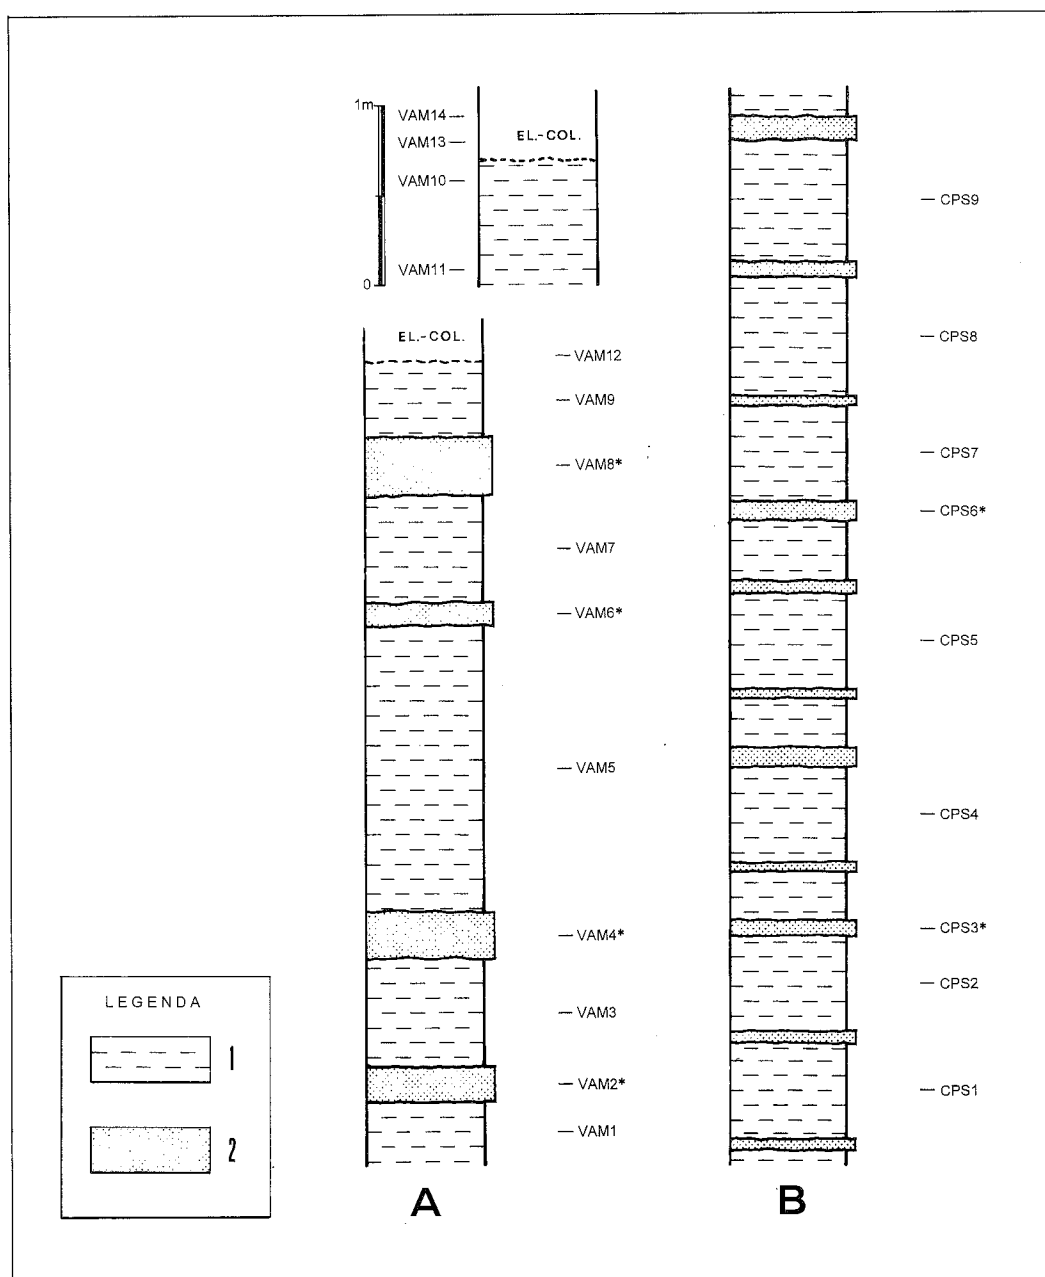 1m
0
VAM14
VAM13
VAM10
VAM11
EL.-COL.
EL.-COL.
VAM12
VAM9
VAM8*
VAM7
VAM6*
VAM5
VAM4*
VAM3
VAM2*
VAM1
A
CPS9
CPS8
CPS7
CPS6*
CPS5
CPS4
CPS3*
CPS2
CPS1
B
LEGENDA
1
2